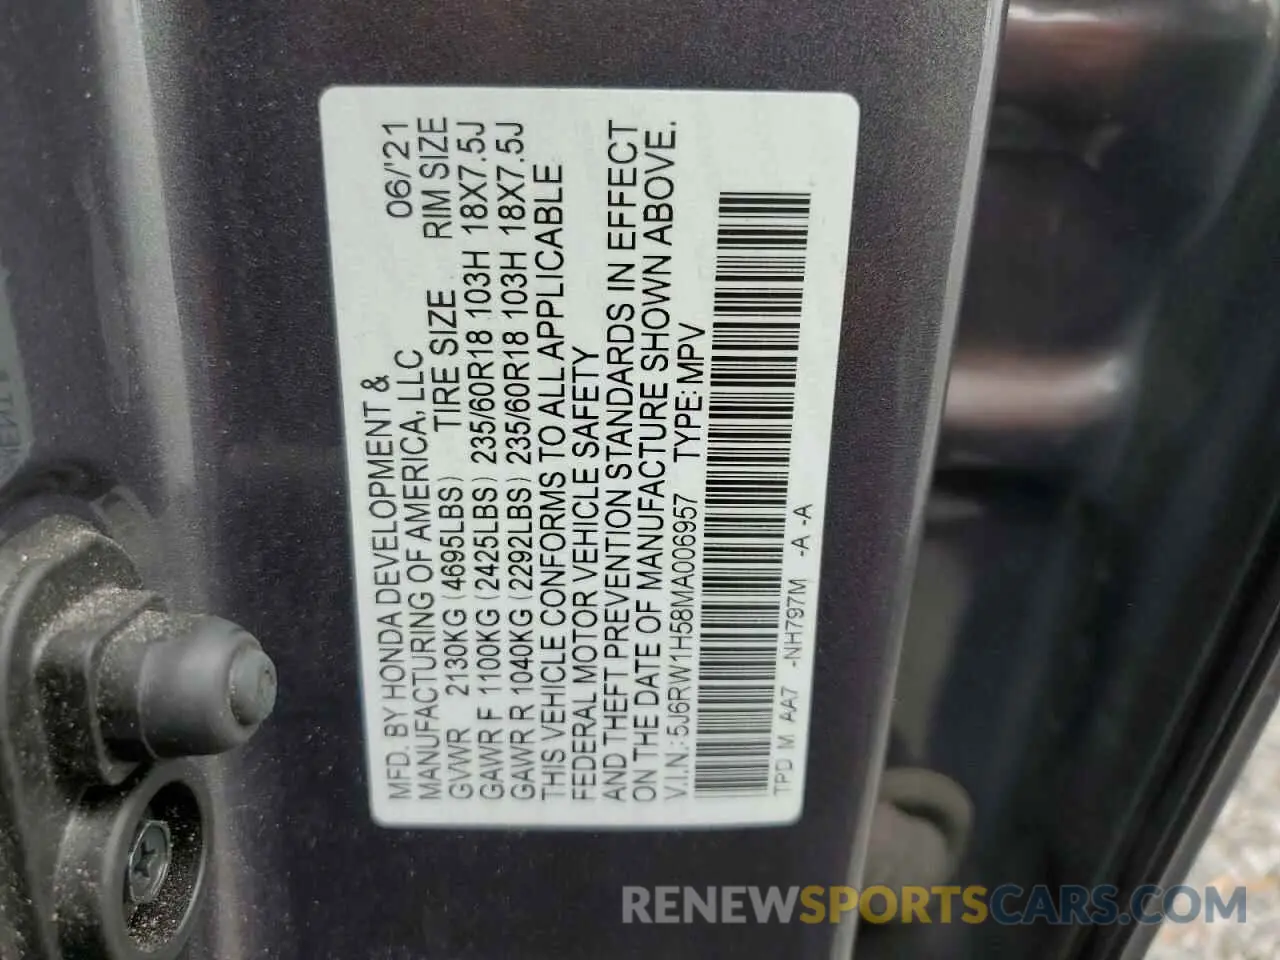 MFD. BY HONDA DEVELOPMENT & 06/'21
MANUFACTURING OF AMERICA, LLC
GVWR 2130KG (4695LBS) TIRE SIZE RIM SIZE
GAWR F 1100KG (2425LBS) 235/60R18 103H 18X7.5J
GAWR R 1040KG (2292LBS) 235/60R18 103H 18X7.5J
THIS VEHICLE CONFORMS TO ALL APPLICABLE
FEDERAL MOTOR VEHICLE SAFETY
AND THEFT PREVENTION STANDARDS IN EFFECT
ON THE DATE OF MANUFACTURE SHOWN ABOVE.
V.I.N.: 5J6RW1H58MA006957 TYPE: MPV
TPD M AA7 -NH797M -A -A
RENEWSPORTSCARS.COM